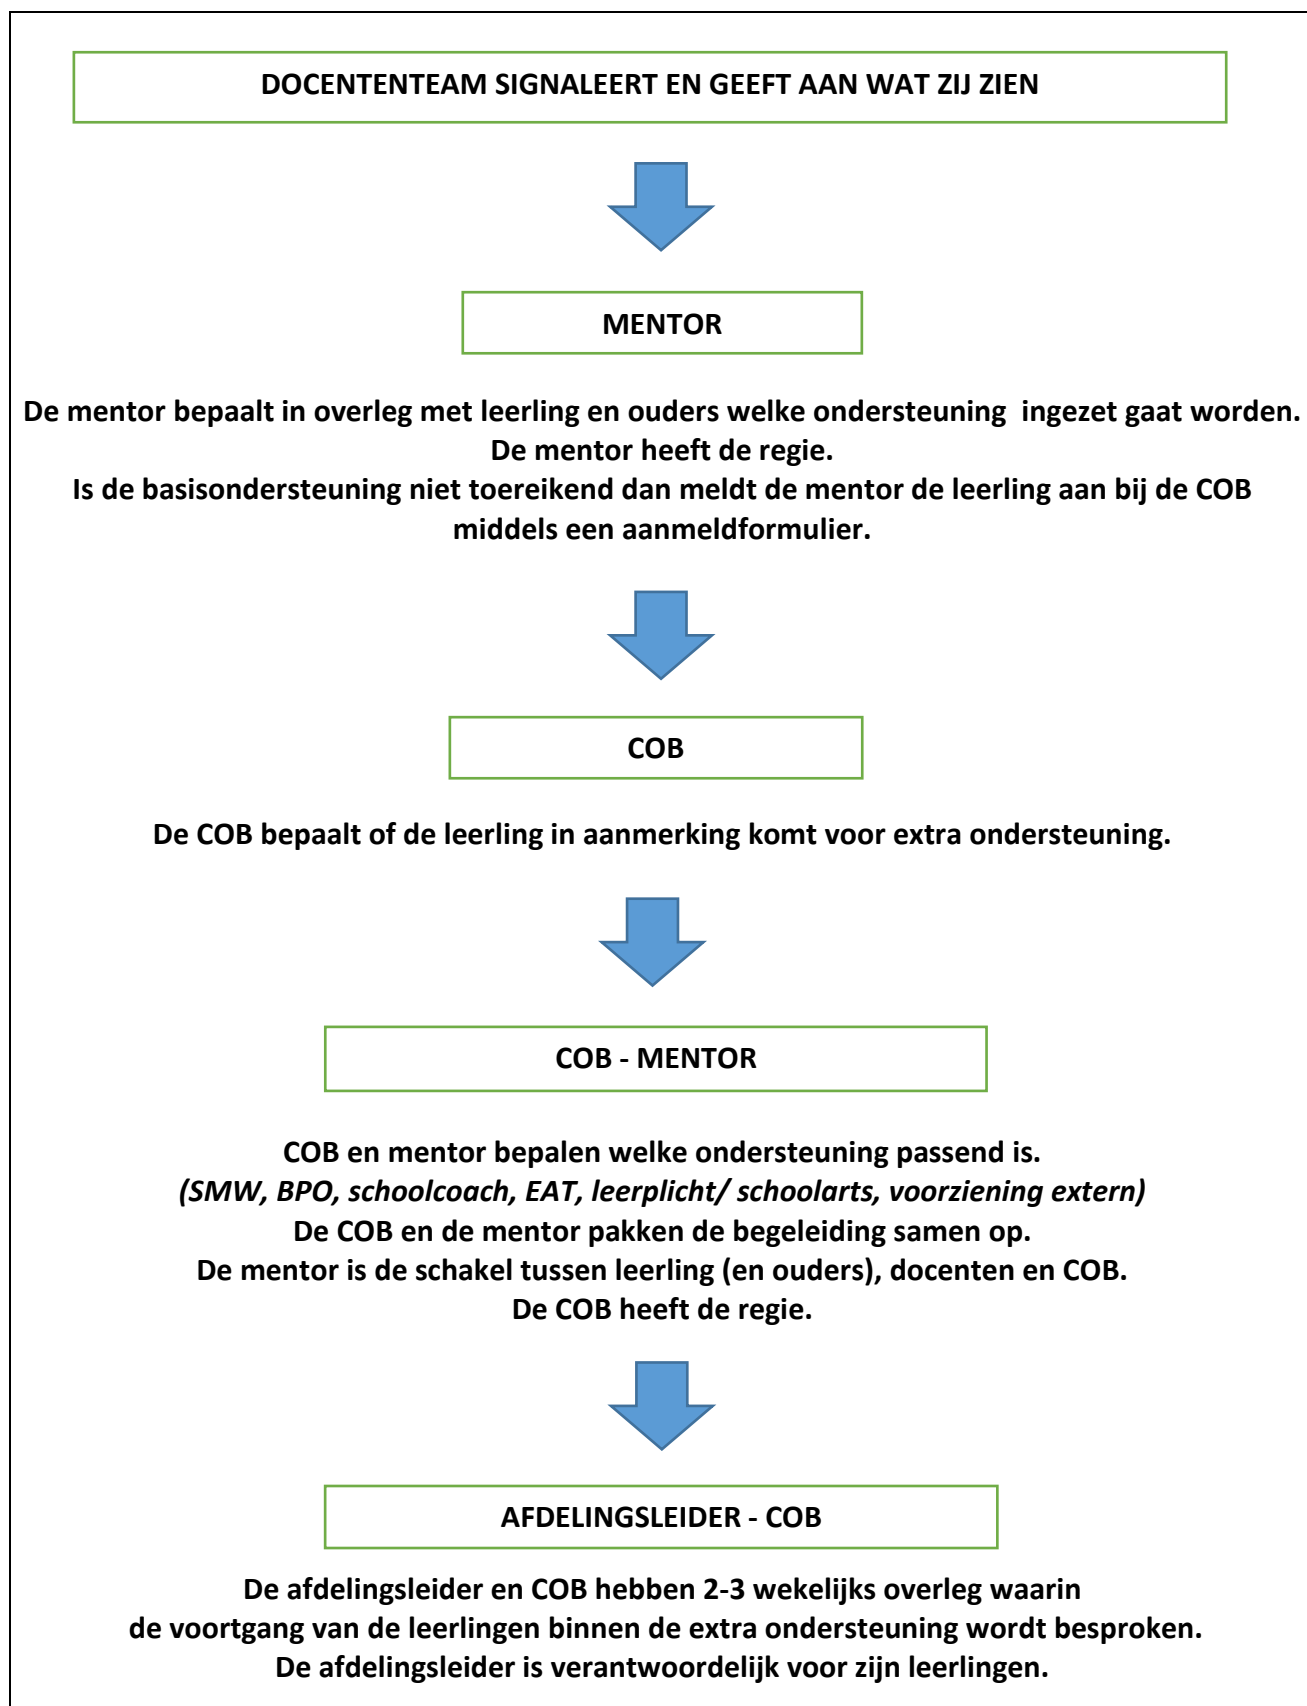 DOCENTENTEAM SIGNALEERT EN GEEFT AAN WAT ZIJ ZIEN
MENTOR
De mentor bepaalt in overleg met leerling en ouders welke ondersteuning ingezet gaat worden.
De mentor heeft de regie.
Is de basisondersteuning niet toereikend dan meldt de mentor de leerling aan bij de COB
middels een aanmeldformulier.
COB
De COB bepaalt of de leerling in aanmerking komt voor extra ondersteuning.
COB - MENTOR
COB en mentor bepalen welke ondersteuning passend is.
(SMW, BPO, schoolcoach, EAT, leerplicht/ schoolarts, voorziening extern)
De COB en de mentor pakken de begeleiding samen op.
De mentor is de schakel tussen leerling (en ouders), docenten en COB.
De COB heeft de regie.
AFDELINGSLEIDER - COB
De afdelingsleider en COB hebben 2-3 wekelijks overleg waarin
de voortgang van de leerlingen binnen de extra ondersteuning wordt besproken.
De afdelingsleider is verantwoordelijk voor zijn leerlingen.